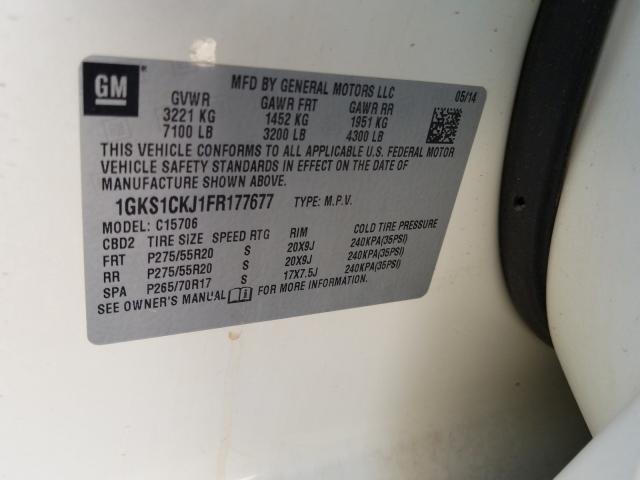 GM
MFD BY GENERAL MOTORS LLC
05/14
GVWR GAWR FRT GAWR RR
3221 KG 1452 KG 1951 KG
7100 LB 3200 LB 4300 LB
THIS VEHICLE CONFORMS TO ALL APPLICABLE U.S. FEDERAL MOTOR
VEHICLE SAFETY STANDARDS IN EFFECT ON THE DATE OF
MANUFACTURE SHOWN ABOVE.
1GKS1CKJ1FR177677 TYPE: M.P.V.
MODEL: C15706
CBD2 TIRE SIZE SPEED RTG RIM COLD TIRE PRESSURE
FRT P275/55R20 S 20X9J 240KPA(35PSI)
RR P275/55R20 S 20X9J 240KPA(35PSI)
SPA P265/70R17 S 17X7.5J 240KPA(35PSI)
SEE OWNER'S MANUAL FOR MORE INFORMATION.